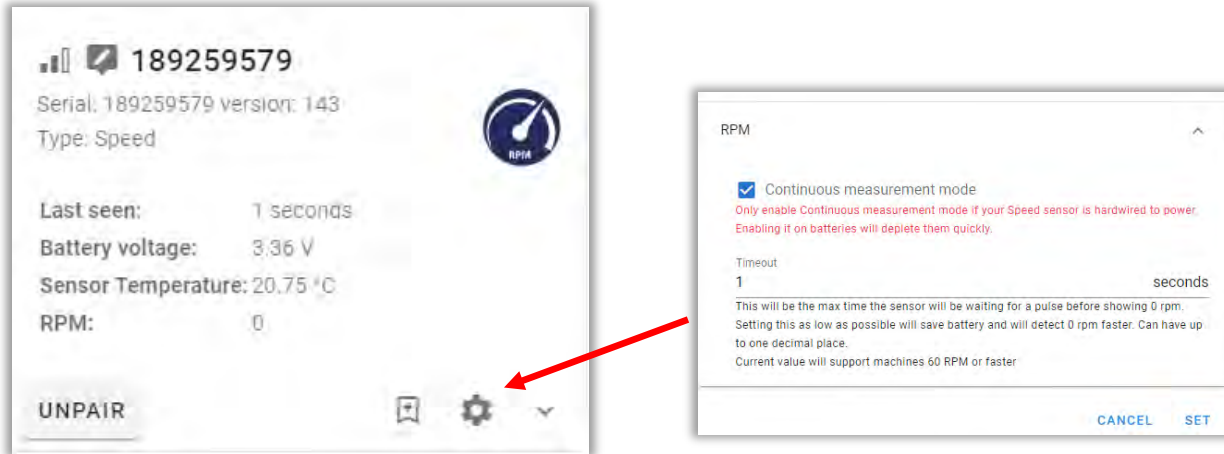 189259579
Serial: 189259579 version: 143
Type: Speed
RPM
Last seen: 1 seconds
Battery voltage: 3.36 V
Sensor Temperature: 20.75 °C
RPM: 0
UNPAIR
RPM
Continuous measurement mode
Only enable Continuous measurement mode if your Speed sensor is hardwired to power.
Enabling it on batteries will deplete them quickly.
Timeout
1 seconds
This will be the max time the sensor will be waiting for a pulse before showing 0 rpm.
Setting this as low as possible will save battery and will detect 0 rpm faster. Can have up
to one decimal place.
Current value will support machines 60 RPM or faster
CANCEL SET